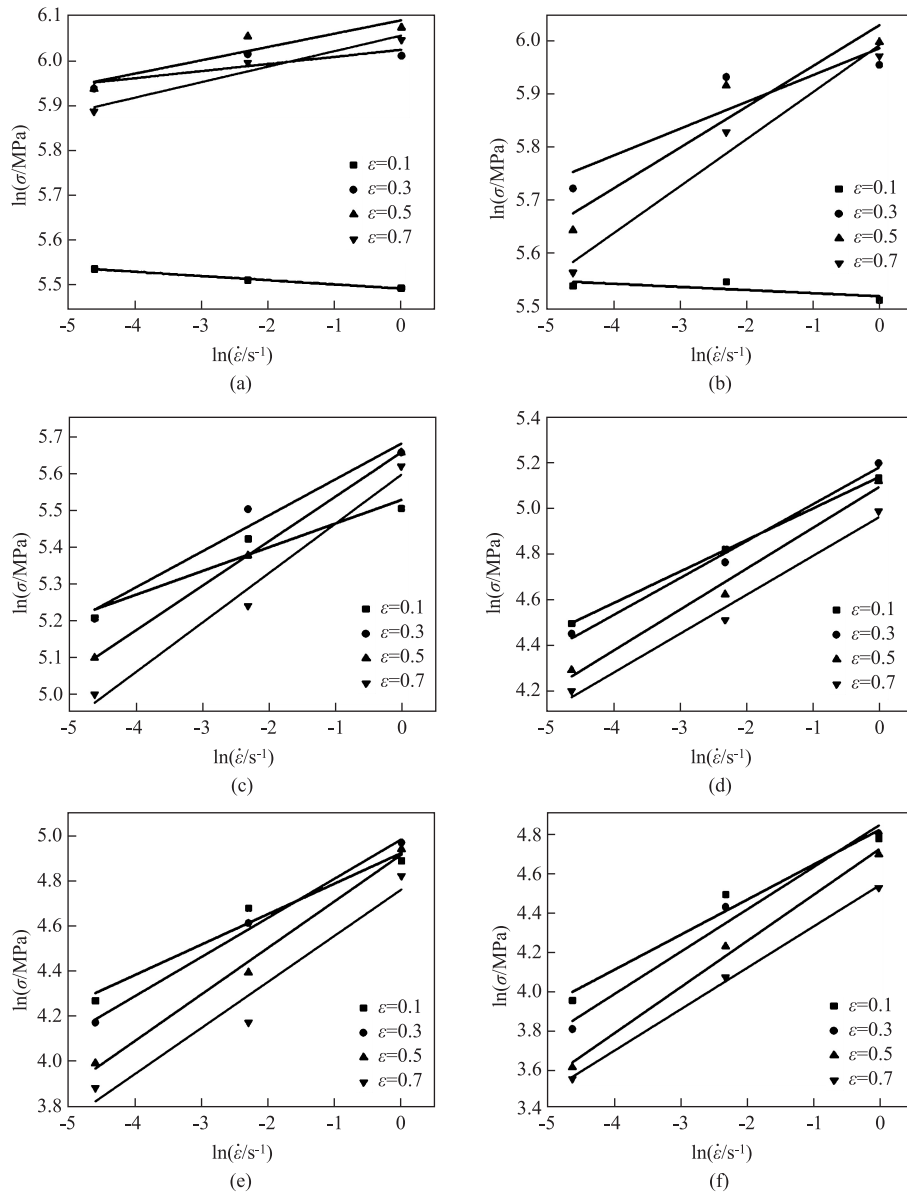 6.1
6.0
5.9
5.8
5.7
5.6
5.5
ln(σ/MPa)
ε=0.1
ε=0.3
ε=0.5
ε=0.7
-5 -4 -3 -2 -1 0
ln(ε̇/s⁻¹)
(a)
6.0
5.9
5.8
5.7
5.6
5.5
ln(σ/MPa)
ε=0.1
ε=0.3
ε=0.5
ε=0.7
-5 -4 -3 -2 -1 0
ln(ε̇/s⁻¹)
(b)
5.7
5.6
5.5
5.4
5.3
5.2
5.1
5.0
ln(σ/MPa)
ε=0.1
ε=0.3
ε=0.5
ε=0.7
-5 -4 -3 -2 -1 0
ln(ε̇/s⁻¹)
(c)
5.4
5.2
5.0
4.8
4.6
4.4
4.2
ln(σ/MPa)
ε=0.1
ε=0.3
ε=0.5
ε=0.7
-5 -4 -3 -2 -1 0
ln(ε̇/s⁻¹)
(d)
5.0
4.8
4.6
4.4
4.2
4.0
3.8
ln(σ/MPa)
ε=0.1
ε=0.3
ε=0.5
ε=0.7
-5 -4 -3 -2 -1 0
ln(ε̇/s⁻¹)
(e)
4.8
4.6
4.4
4.2
4.0
3.8
3.6
3.4
ln(σ/MPa)
ε=0.1
ε=0.3
ε=0.5
ε=0.7
-5 -4 -3 -2 -1 0
ln(ε̇/s⁻¹)
(f)